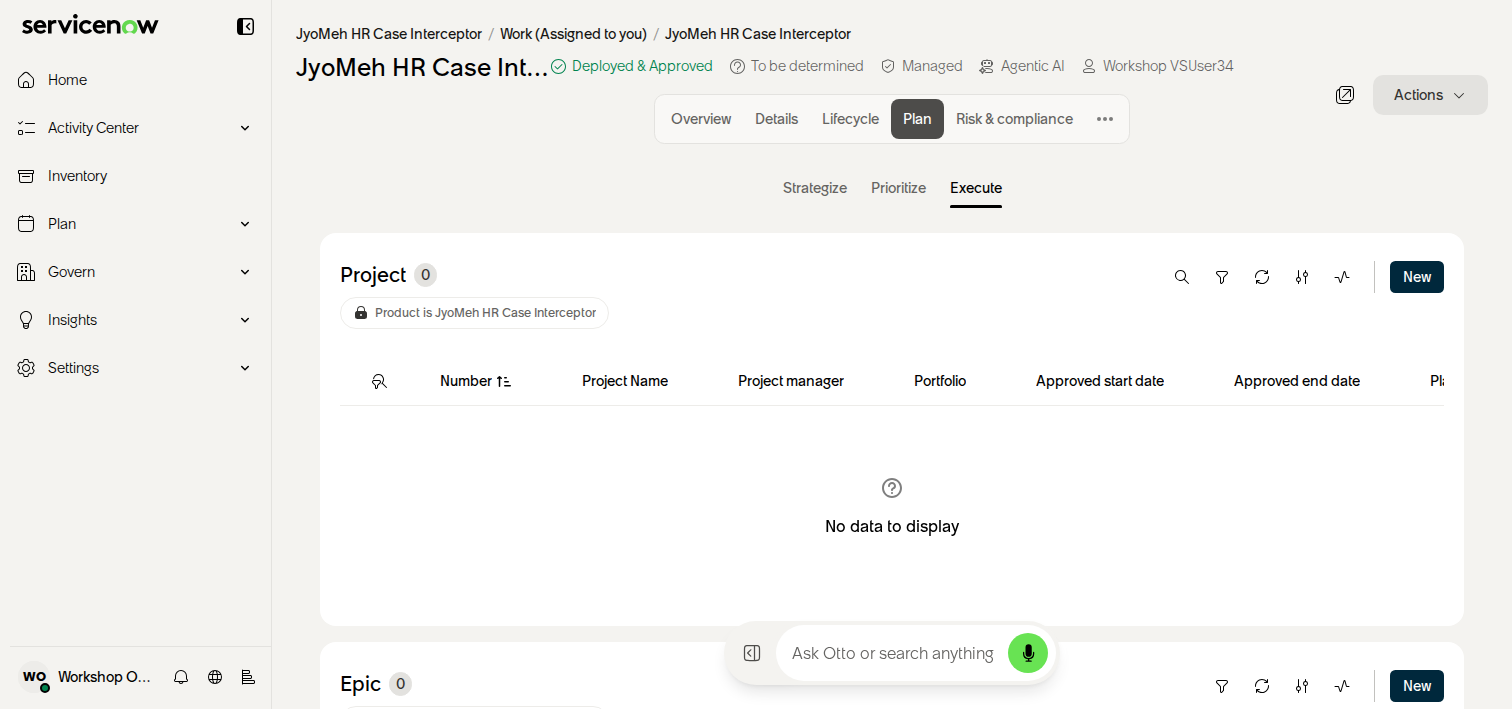 servicenow
Home
Activity Center
Inventory
Plan
Govern
Insights
Settings
WO Workshop O...
JyoMeh HR Case Interceptor / Work (Assigned to you) / JyoMeh HR Case Interceptor
JyoMeh HR Case Int... Deployed & Approved To be determined Managed Agentic AI Workshop VSUser34
Actions
Overview Details Lifecycle Plan Risk & compliance
Strategize Prioritize Execute
Project 0
New
Product is JyoMeh HR Case Interceptor
Number Project Name Project manager Portfolio Approved start date Approved end date
No data to display
Ask Otto or search anything
Epic 0
New